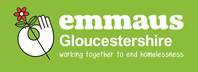 emmaus
Gloucestershire
working together to end homelessness